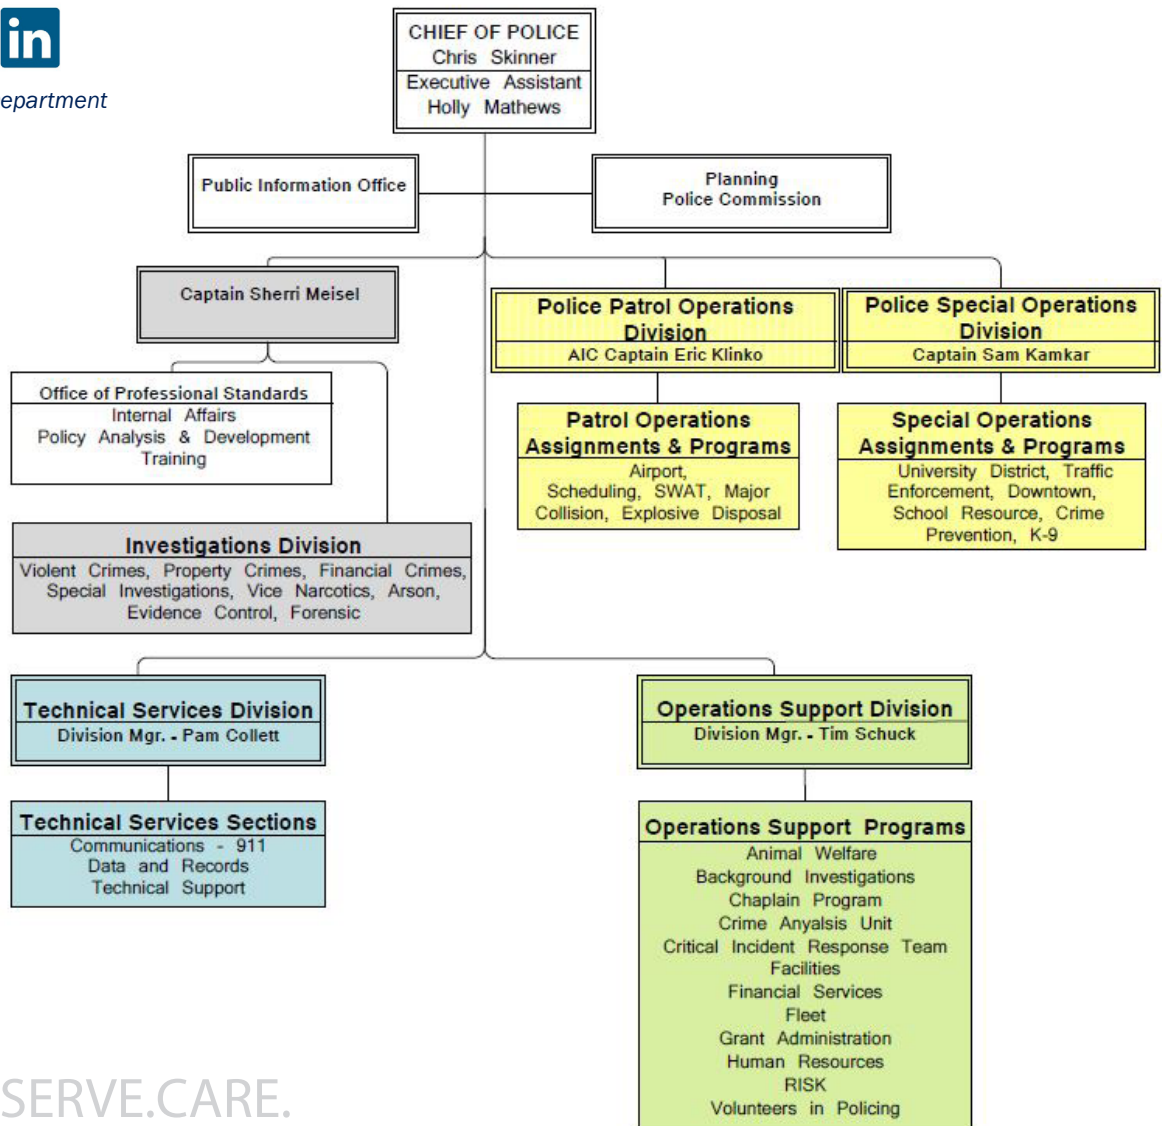 in
epartment
CHIEF OF POLICE
Chris Skinner
Executive Assistant
Holly Mathews
Public Information Office
Planning
Police Commission
Captain Sherri Meisel
Police Patrol Operations
Division
AIC Captain Eric Klinko
Police Special Operations
Division
Captain Sam Kamkar
Office of Professional Standards
Internal Affairs
Policy Analysis & Development
Training
Patrol Operations
Assignments & Programs
Airport,
Scheduling, SWAT, Major
Collision, Explosive Disposal
Special Operations
Assignments & Programs
University District, Traffic
Enforcement, Downtown,
School Resource, Crime
Prevention, K-9
Investigations Division
Violent Crimes, Property Crimes, Financial Crimes,
Special Investigations, Vice Narcotics, Arson,
Evidence Control, Forensic
Technical Services Division
Division Mgr. - Pam Collett
Operations Support Division
Division Mgr. - Tim Schuck
Technical Services Sections
Communications - 911
Data and Records
Technical Support
Operations Support Programs
Animal Welfare
Background Investigations
Chaplain Program
Crime Anyalsis Unit
Critical Incident Response Team
Facilities
Financial Services
Fleet
Grant Administration
Human Resources
RISK
Volunteers in Policing
SERVE.CARE.